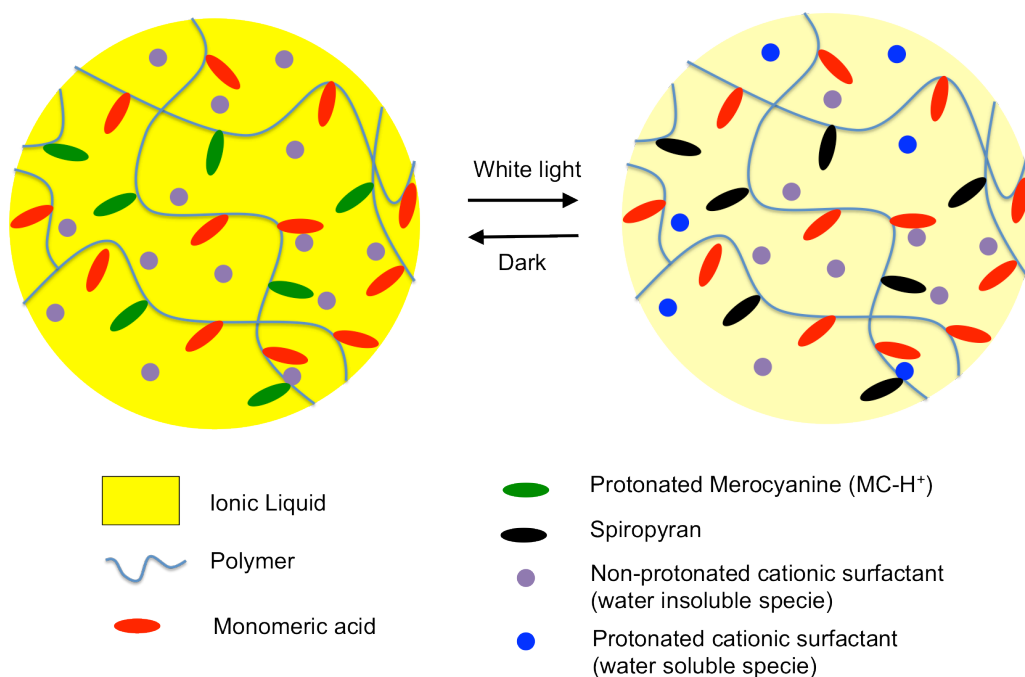 White light
Dark
Ionic Liquid
Polymer
Monomeric acid
Protonated Merocyanine (MC-H⁺)
Spiropyran
Non-protonated cationic surfactant
(water insoluble specie)
Protonated cationic surfactant
(water soluble specie)